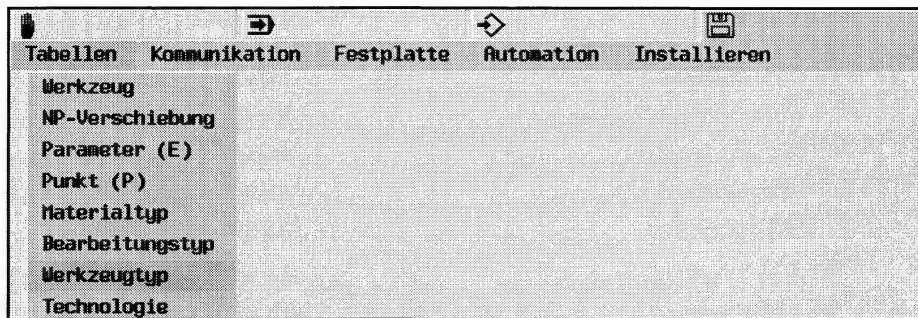 Tabellen Kommunikation Festplatte Automation Installieren
Werkzeug
NP-Verschiebung
Parameter (E)
Punkt (P)
Materialtyp
Bearbeitungstyp
Werkzeugtyp
Technologie